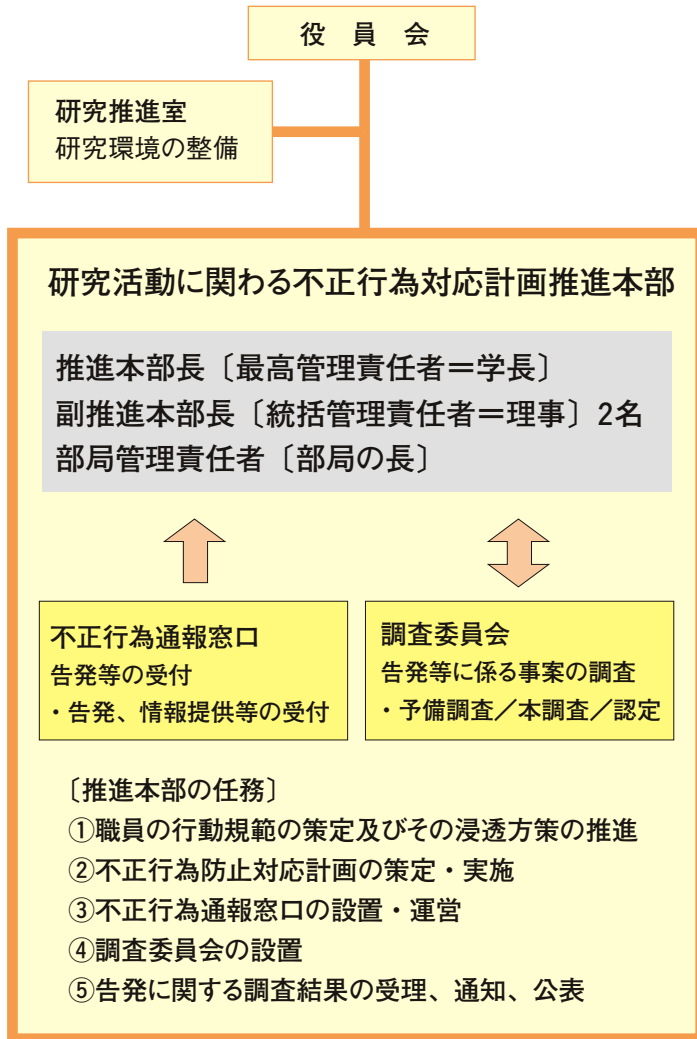 役 員 会
研究推進室
研究環境の整備
研究活動に関わる不正行為対応計画推進本部
推進本部長〔最高管理責任者＝学長〕
副推進本部長〔統括管理責任者＝理事〕2名
部局管理責任者〔部局の長〕
不正行為通報窓口
告発等の受付
・告発、情報提供等の受付
調査委員会
告発等に係る事案の調査
・予備調査／本調査／認定
〔推進本部の任務〕
①職員の行動規範の策定及びその浸透方策の推進
②不正行為防止対応計画の策定・実施
③不正行為通報窓口の設置・運営
④調査委員会の設置
⑤告発に関する調査結果の受理、通知、公表